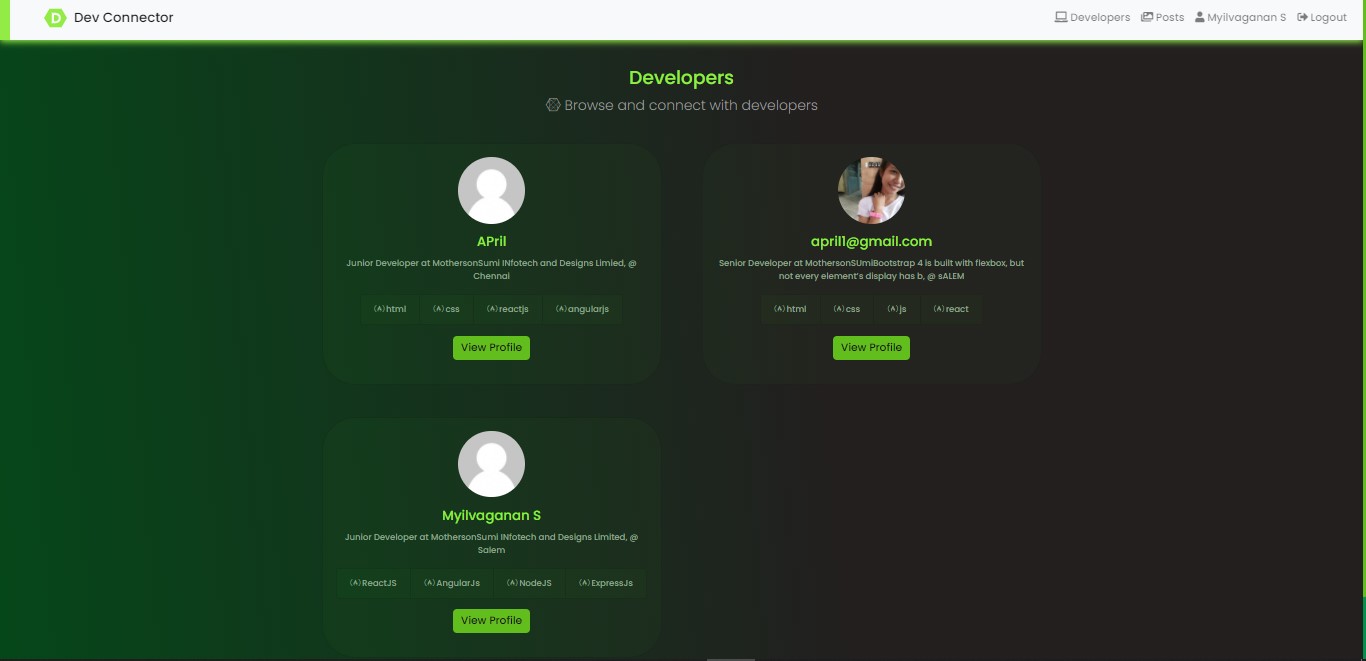 D Dev Connector
Developers Posts Myilvaganan S Logout
Developers
Browse and connect with developers
APril
Junior Developer at MothersonSumi INfotech and Designs Limied, @
Chennai
(A) html (A) css (A) reactjs (A) angularjs
View Profile
april1@gmail.com
Senior Developer at MothersonSUmiBootstrap 4 is built with flexbox, but
not every element's display has b, @ sALEM
(A) html (A) css (A) js (A) react
View Profile
Myilvaganan S
Junior Developer at MothersonSumi INfotech and Designs Limited, @
Salem
(A) ReactJS (A) AngularJs (A) NodeJS (A) ExpressJs
View Profile